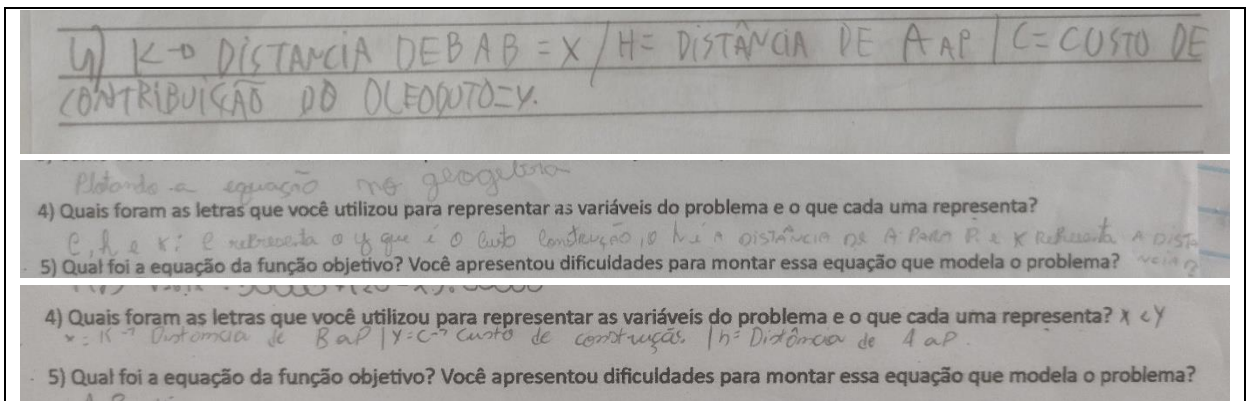 4) K→ DISTANCIA DE B A B = X / H = DISTÂNCIA DE A A P | C = CUSTO DE
CONTRIBUIÇÃO DO OLEODUTO = Y.
Plotando a equação no geogebra
4) Quais foram as letras que você utilizou para representar as variáveis do problema e o que cada uma representa?
C, h e K; C representa o y que é o custo construção, o h é a DISTÂNCIA DE A PARA P. e K Representa A DIST
5) Qual foi a equação da função objetivo? Você apresentou dificuldades para montar essa equação que modela o problema?
4) Quais foram as letras que você utilizou para representar as variáveis do problema e o que cada uma representa? x e y
x = K → Distância de B a P | y = C → Custo de construção. | h = Distância de A a P.
5) Qual foi a equação da função objetivo? Você apresentou dificuldades para montar essa equação que modela o problema?